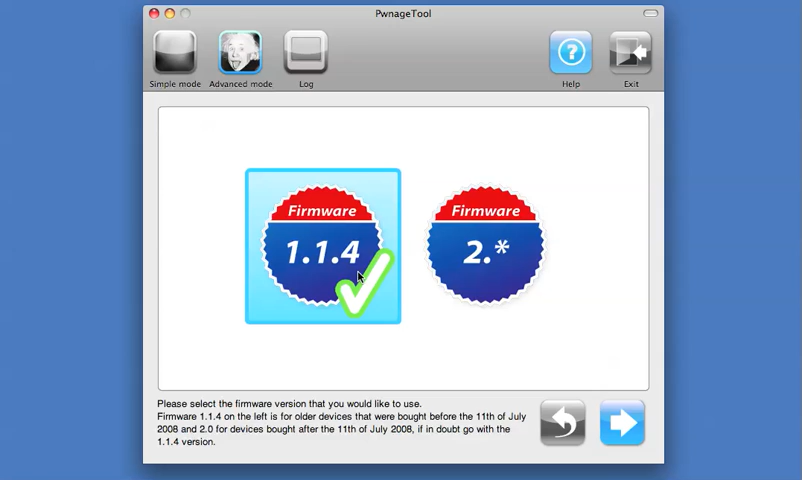 PwnageTool
Simple mode
Advanced mode
Log
Help
Exit
Firmware
1.1.4
Firmware
2.*
Please select the firmware version that you would like to use.
Firmware 1.1.4 on the left is for older devices that were bought before the 11th of July
2008 and 2.0 for devices bought after the 11th of July 2008, if in doubt go with the
1.1.4 version.